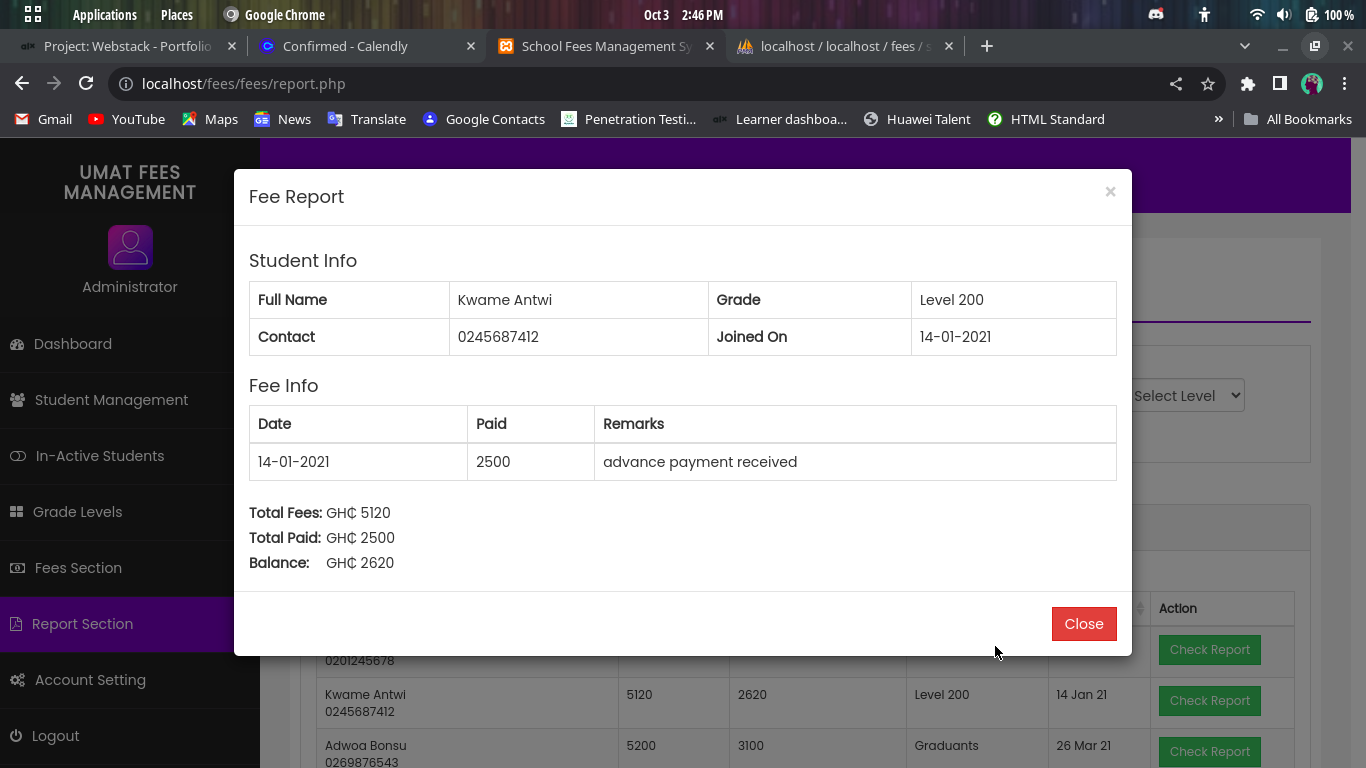 Applications Places Google Chrome Oct 3 2:46 PM 100 %
Project: Webstack - Portfolio Confirmed - Calendly School Fees Management Sy localhost / localhost / fees / s
localhost/fees/fees/report.php
Gmail YouTube Maps News Translate Google Contacts Penetration Testi... Learner dashboa... Huawei Talent HTML Standard » All Bookmarks
UMAT FEES
MANAGEMENT
Administrator
Dashboard
Student Management
In-Active Students
Grade Levels
Fees Section
Report Section
Account Setting
Logout
Fee Report ×
Student Info
Full Name Kwame Antwi Grade Level 200
Contact 0245687412 Joined On 14-01-2021
Fee Info
Date Paid Remarks
14-01-2021 2500 advance payment received
Total Fees: GH₵ 5120
Total Paid: GH₵ 2500
Balance: GH₵ 2620
Close
Select Level
Action
Check Report
0201245678
Kwame Antwi 5120 2620 Level 200 14 Jan 21 Check Report
0245687412
Adwoa Bonsu 5200 3100 Graduants 26 Mar 21 Check Report
0269876543